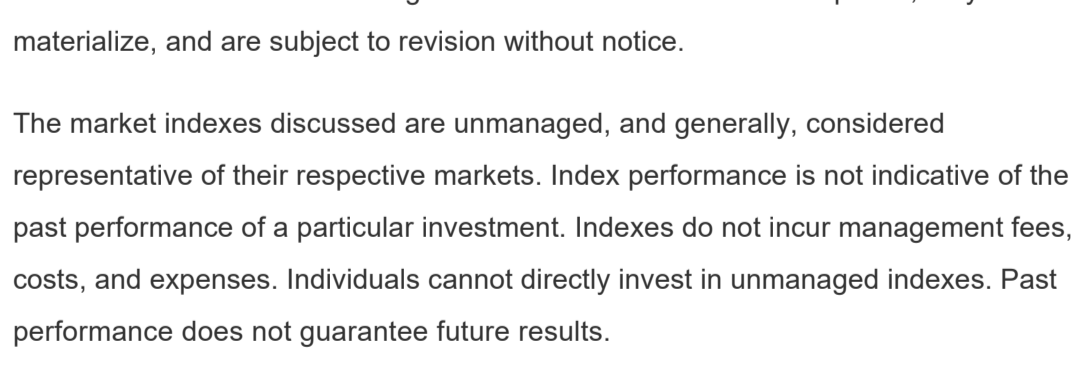 materialize, and are subject to revision without notice.
The market indexes discussed are unmanaged, and generally, considered
representative of their respective markets. Index performance is not indicative of the
past performance of a particular investment. Indexes do not incur management fees,
costs, and expenses. Individuals cannot directly invest in unmanaged indexes. Past
performance does not guarantee future results.